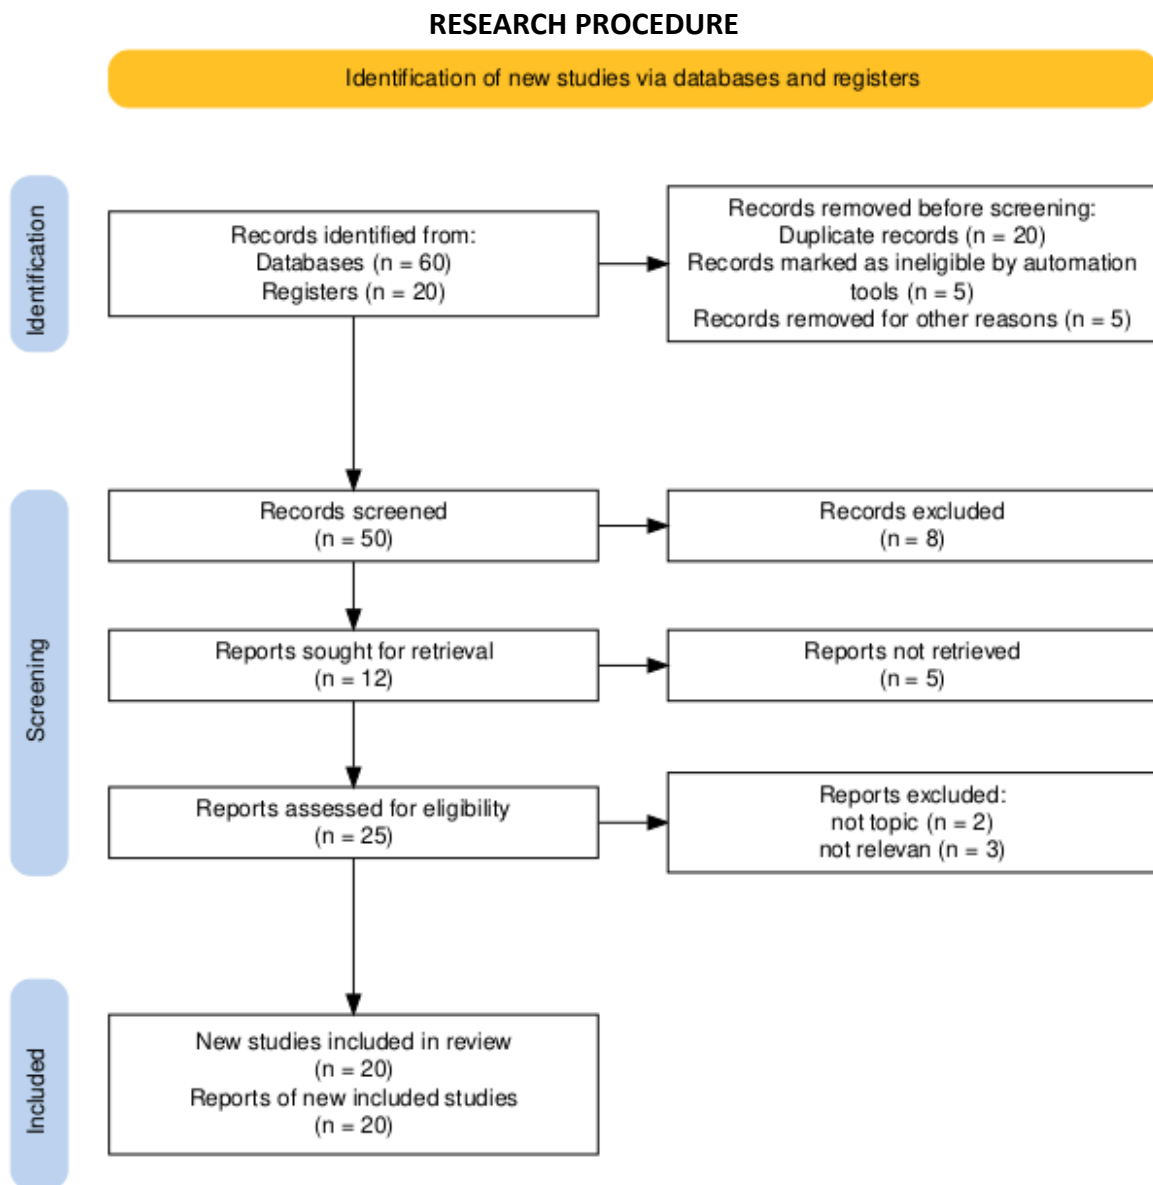 RESEARCH PROCEDURE
Identification of new studies via databases and registers
Identification
Records identified from:
Databases (n = 60)
Registers (n = 20)
Records removed before screening:
Duplicate records (n = 20)
Records marked as ineligible by automation
tools (n = 5)
Records removed for other reasons (n = 5)
Screening
Records screened
(n = 50)
Records excluded
(n = 8)
Reports sought for retrieval
(n = 12)
Reports not retrieved
(n = 5)
Reports assessed for eligibility
(n = 25)
Reports excluded:
not topic (n = 2)
not relevan (n = 3)
Included
New studies included in review
(n = 20)
Reports of new included studies
(n = 20)